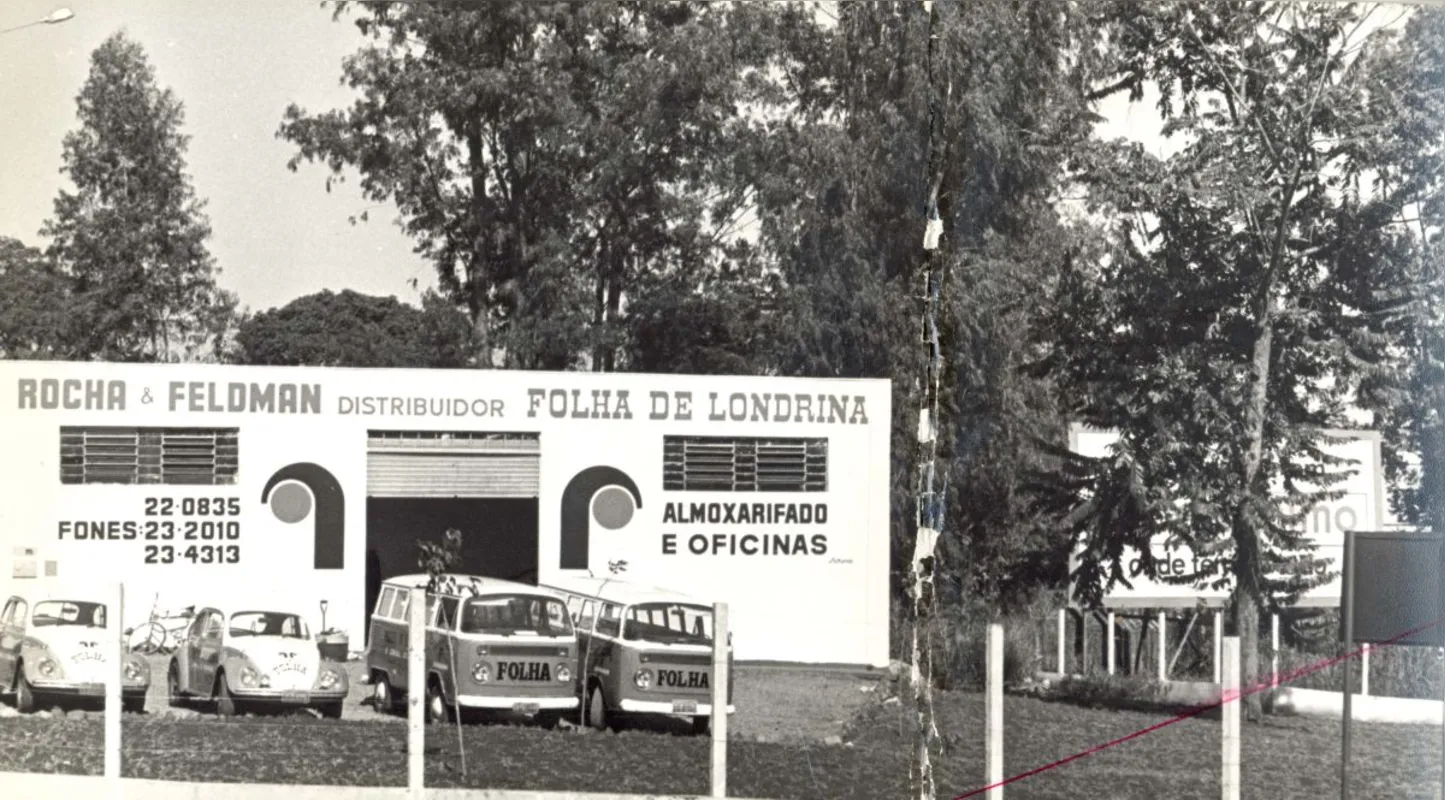 ROCHA & FELDMAN DISTRIBUIDOR FOLHA DE LONDRINA
22·0835
FONES:23·2010
23·4313
ALMOXARIFADO
E OFICINAS
FOLHA
FOLHA
FOLHA
FOLHA